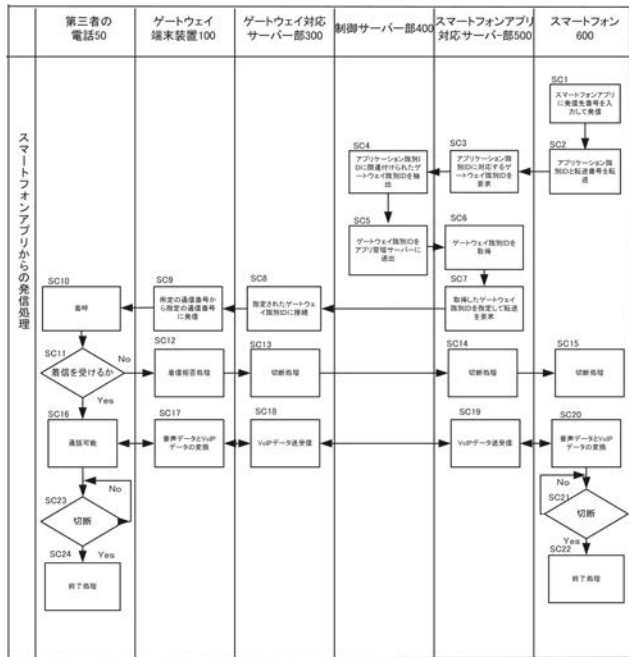 第三者の
電話50
ゲートウェイ
端末装置100
ゲートウェイ対応
サーバー部300
制御サーバー部400
スマートフォンアプリ
対応サーバー部500
スマートフォン
600
スマートフォンアプリからの発信処理
SC1
スマートフォンアプリ
に発信先番号を入
力して発信
SC2
アプリケーション識
別IDと転送番号を転
送
SC3
アプリケーション識
別IDに対応するゲー
トウェイ識別IDを
要求
SC4
アプリケーション識別I
Dに関連付けられたゲ
ートウェイ識別IDを抽
出
SC5
ゲートウェイ識別IDを
アプリ管理サーバーに
送出
SC6
ゲートウェイ識別IDを
取得
SC7
取得したゲートウェイ
識別IDを指定して転送
を要求
SC8
指定されたゲートウェ
イ識別IDに接続
SC9
所定の通信番号か
ら指定の通信番号
に発信
SC10
着呼
SC11
着信を受けるか
No
Yes
SC12
着信拒否処理
SC13
切断処理
SC14
切断処理
SC15
切断処理
SC16
通話可能
SC17
音声データとVoIP
データの変換
SC18
VoIPデータ送受信
SC19
VoIPデータ送受信
SC20
音声データとVoIP
データの変換
No
SC23
切断
Yes
SC24
終了処理
No
SC21
切断
Yes
SC22
終了処理